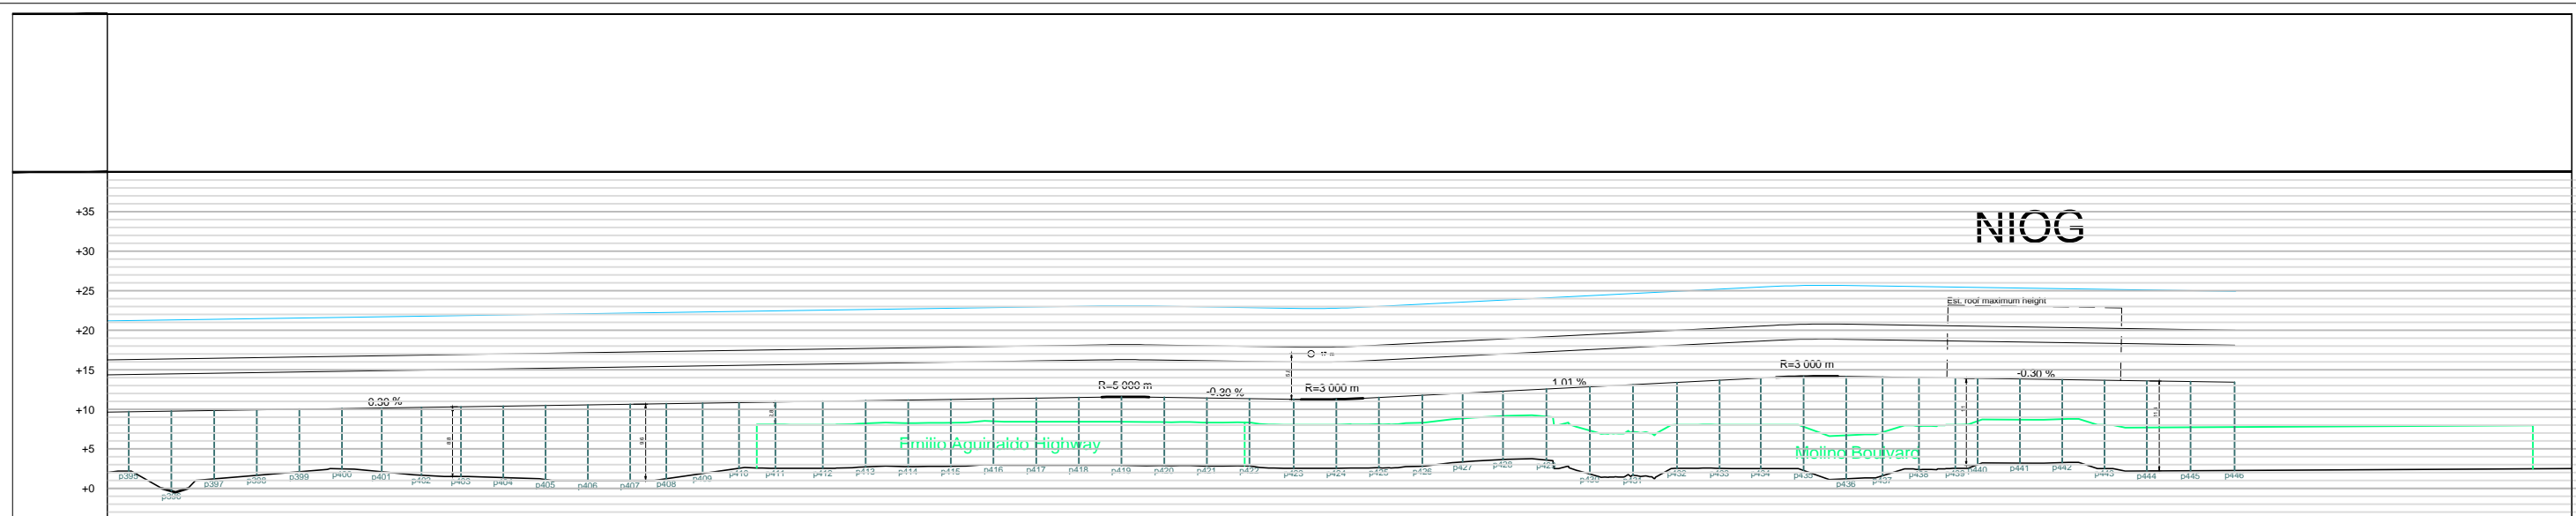 +35
NIOG
+30
+25
Est. roof maximum height
+20
+15
R=3 000 m
-0.30 %
R=5 000 m
-0.30 %
R=3 000 m
1.01 %
0.30 %
+10
+5
Emilio Aguinaldo Highway
Molino Boulvard
+0
p395 p396 p397 p398 p399 p400 p401 p402 p403 p404 p405 p406 p407 p408 p409 p410 p411 p412 p413 p414 p415 p416 p417 p418 p419 p420 p421 p422 p423 p424 p425 p426 p427 p428 p429 p430 p431 p432 p433 p434 p435 p436 p437 p438 p439 p440 p441 p442 p443 p444 p445 p446